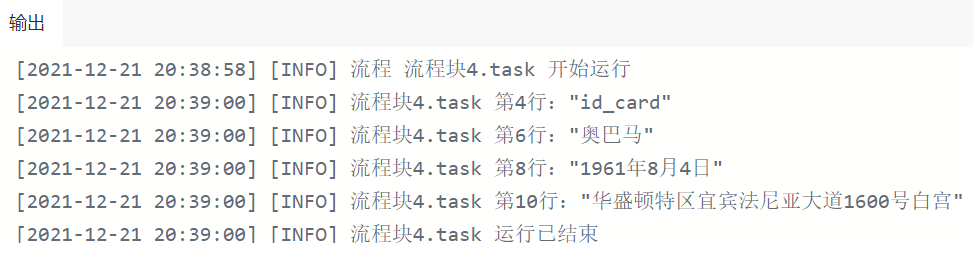 输出
[2021-12-21 20:38:58] [INFO] 流程 流程块4.task 开始运行
[2021-12-21 20:39:00] [INFO] 流程块4.task 第4行："id_card"
[2021-12-21 20:39:00] [INFO] 流程块4.task 第6行："奥巴马"
[2021-12-21 20:39:00] [INFO] 流程块4.task 第8行："1961年8月4日"
[2021-12-21 20:39:00] [INFO] 流程块4.task 第10行："华盛顿特区宜宾法尼亚大道1600号白宫"
[2021-12-21 20:39:00] [INFO] 流程块4.task 运行已结束